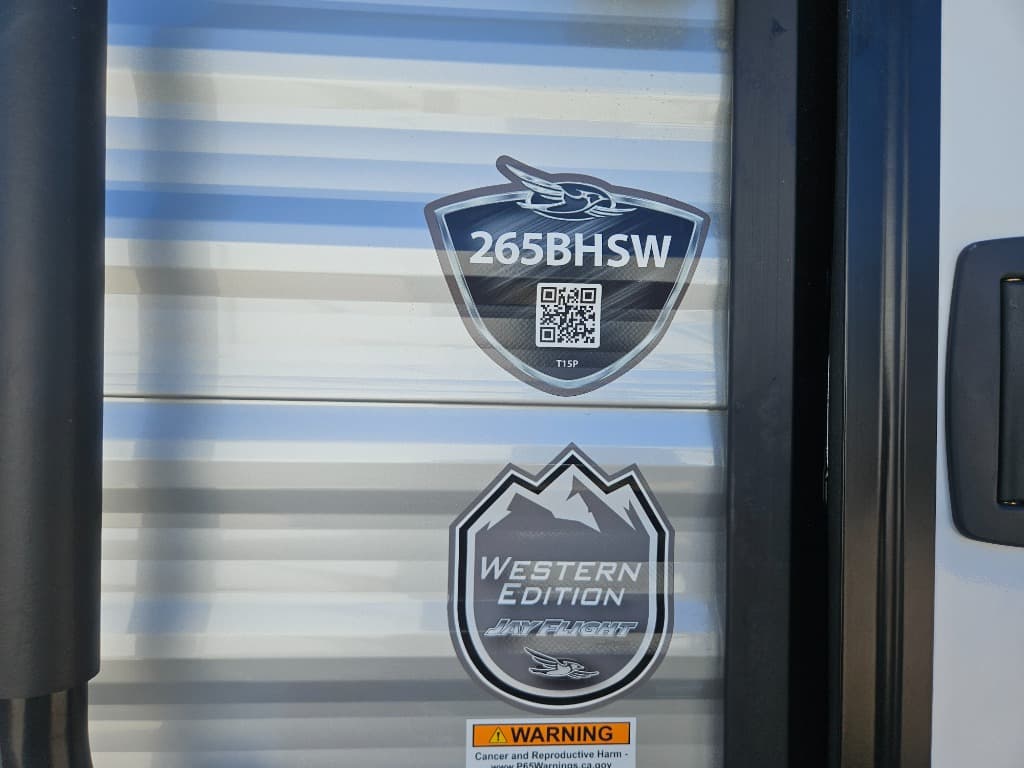 265BHSW
T15P
WESTERN
EDITION
JAY FLIGHT
WARNING
Cancer and Reproductive Harm -
www.P65Warnings.ca.gov